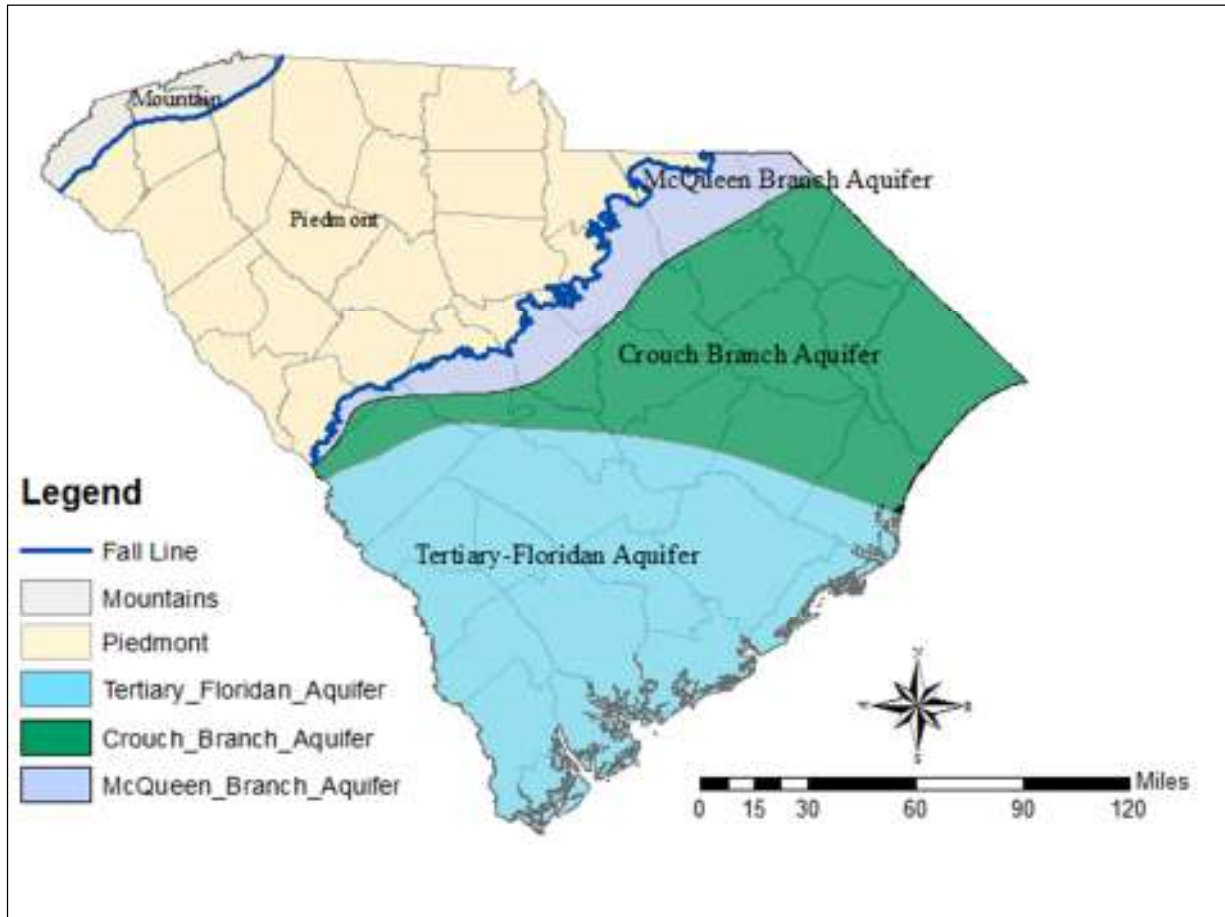 Mountain
McQueen Branch Aquifer
Piedmont
Crouch Branch Aquifer
Tertiary-Floridan Aquifer
Legend
Fall Line
Mountains
Piedmont
Tertiary_Floridan_Aquifer
Crouch_Branch_Aquifer
McQueen_Branch_Aquifer
N
E
S
Miles
0 15 30 60 90 120